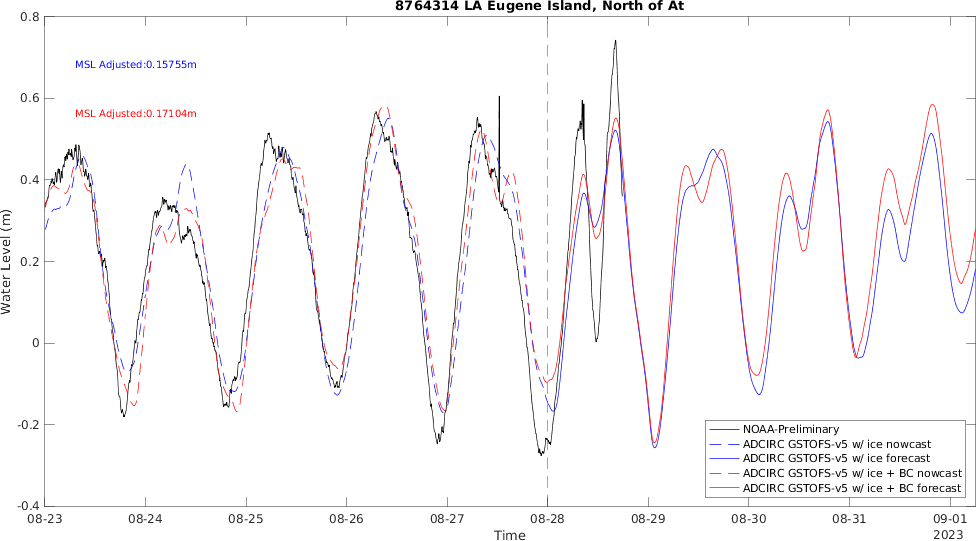 8764314 LA Eugene Island, North of At
MSL Adjusted:0.15755m
MSL Adjusted:0.17104m
Water Level (m)
0.8
0.6
0.4
0.2
0
-0.2
-0.4
NOAA-Preliminary
ADCIRC GSTOFS-v5 w/ ice nowcast
ADCIRC GSTOFS-v5 w/ ice forecast
ADCIRC GSTOFS-v5 w/ ice + BC nowcast
ADCIRC GSTOFS-v5 w/ ice + BC forecast
08-23 08-24 08-25 08-26 08-27 08-28 08-29 08-30 08-31 09-01
2023
Time